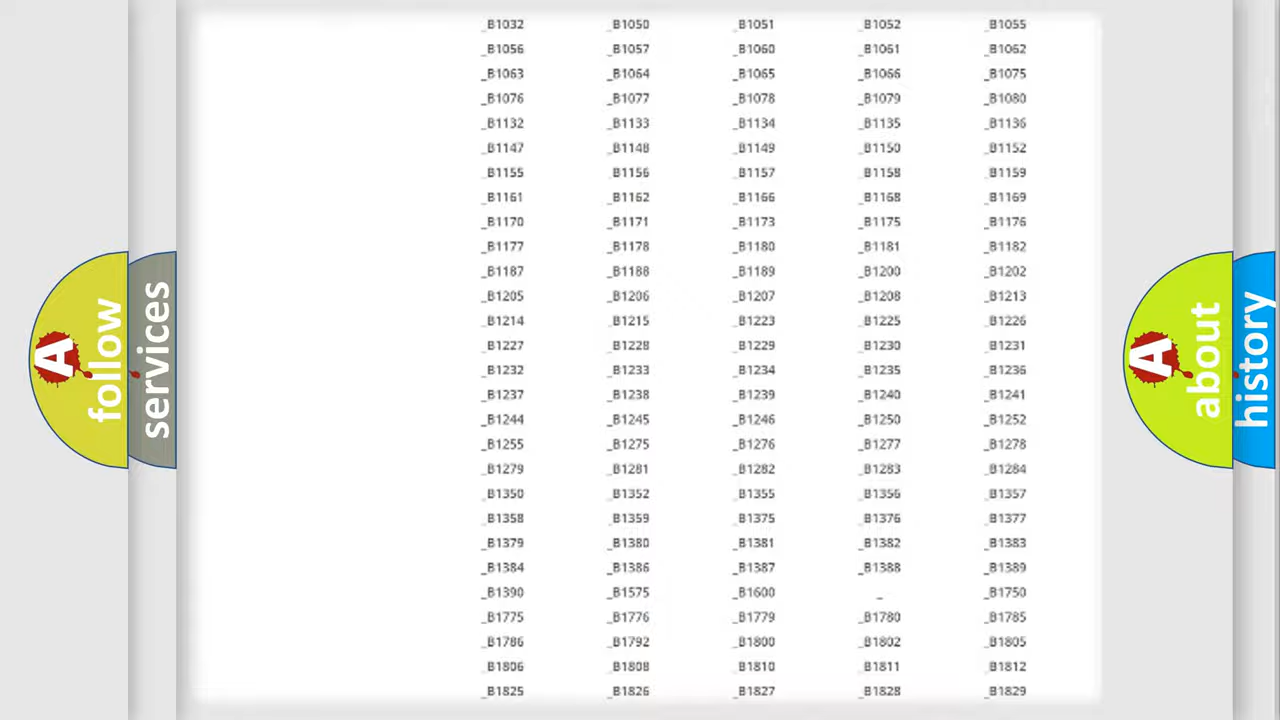 _B1032 _B1050 _B1051 _B1052 _B1055
_B1056 _B1057 _B1060 _B1061 _B1062
_B1063 _B1064 _B1065 _B1066 _B1075
_B1076 _B1077 _B1078 _B1079 _B1080
_B1132 _B1133 _B1134 _B1135 _B1136
_B1147 _B1148 _B1149 _B1150 _B1152
_B1155 _B1156 _B1157 _B1158 _B1159
_B1161 _B1162 _B1166 _B1168 _B1169
_B1170 _B1171 _B1173 _B1175 _B1176
_B1177 _B1178 _B1180 _B1181 _B1182
_B1187 _B1188 _B1189 _B1200 _B1202
_B1205 _B1206 _B1207 _B1208 _B1213
_B1214 _B1215 _B1223 _B1225 _B1226
_B1227 _B1228 _B1229 _B1230 _B1231
_B1232 _B1233 _B1234 _B1235 _B1236
_B1237 _B1238 _B1239 _B1240 _B1241
_B1244 _B1245 _B1246 _B1250 _B1252
_B1255 _B1275 _B1276 _B1277 _B1278
_B1279 _B1281 _B1282 _B1283 _B1284
_B1350 _B1352 _B1355 _B1356 _B1357
_B1358 _B1359 _B1375 _B1376 _B1377
_B1379 _B1380 _B1381 _B1382 _B1383
_B1384 _B1386 _B1387 _B1388 _B1389
_B1390 _B1575 _B1600 _ _B1750
_B1775 _B1776 _B1779 _B1780 _B1785
_B1786 _B1792 _B1800 _B1802 _B1805
_B1806 _B1808 _B1810 _B1811 _B1812
_B1825 _B1826 _B1827 _B1828 _B1829
A follow
services
A about
history